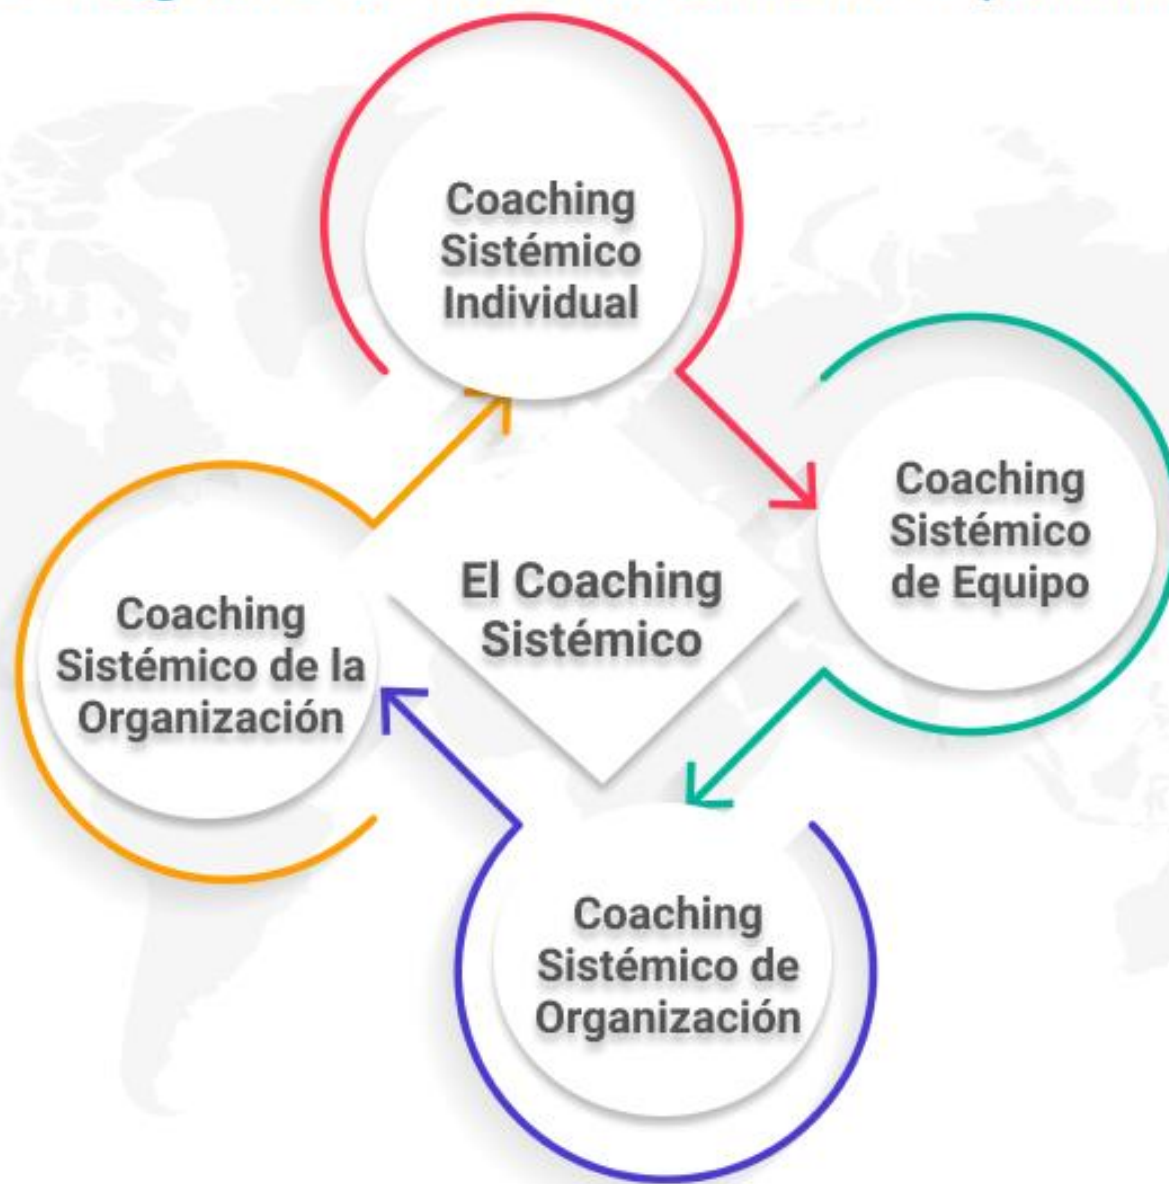 Coaching
Sistémico
Individual
Coaching
Sistémico
de Equipo
El Coaching
Sistémico
Coaching
Sistémico de la
Organización
Coaching
Sistémico de
Organización